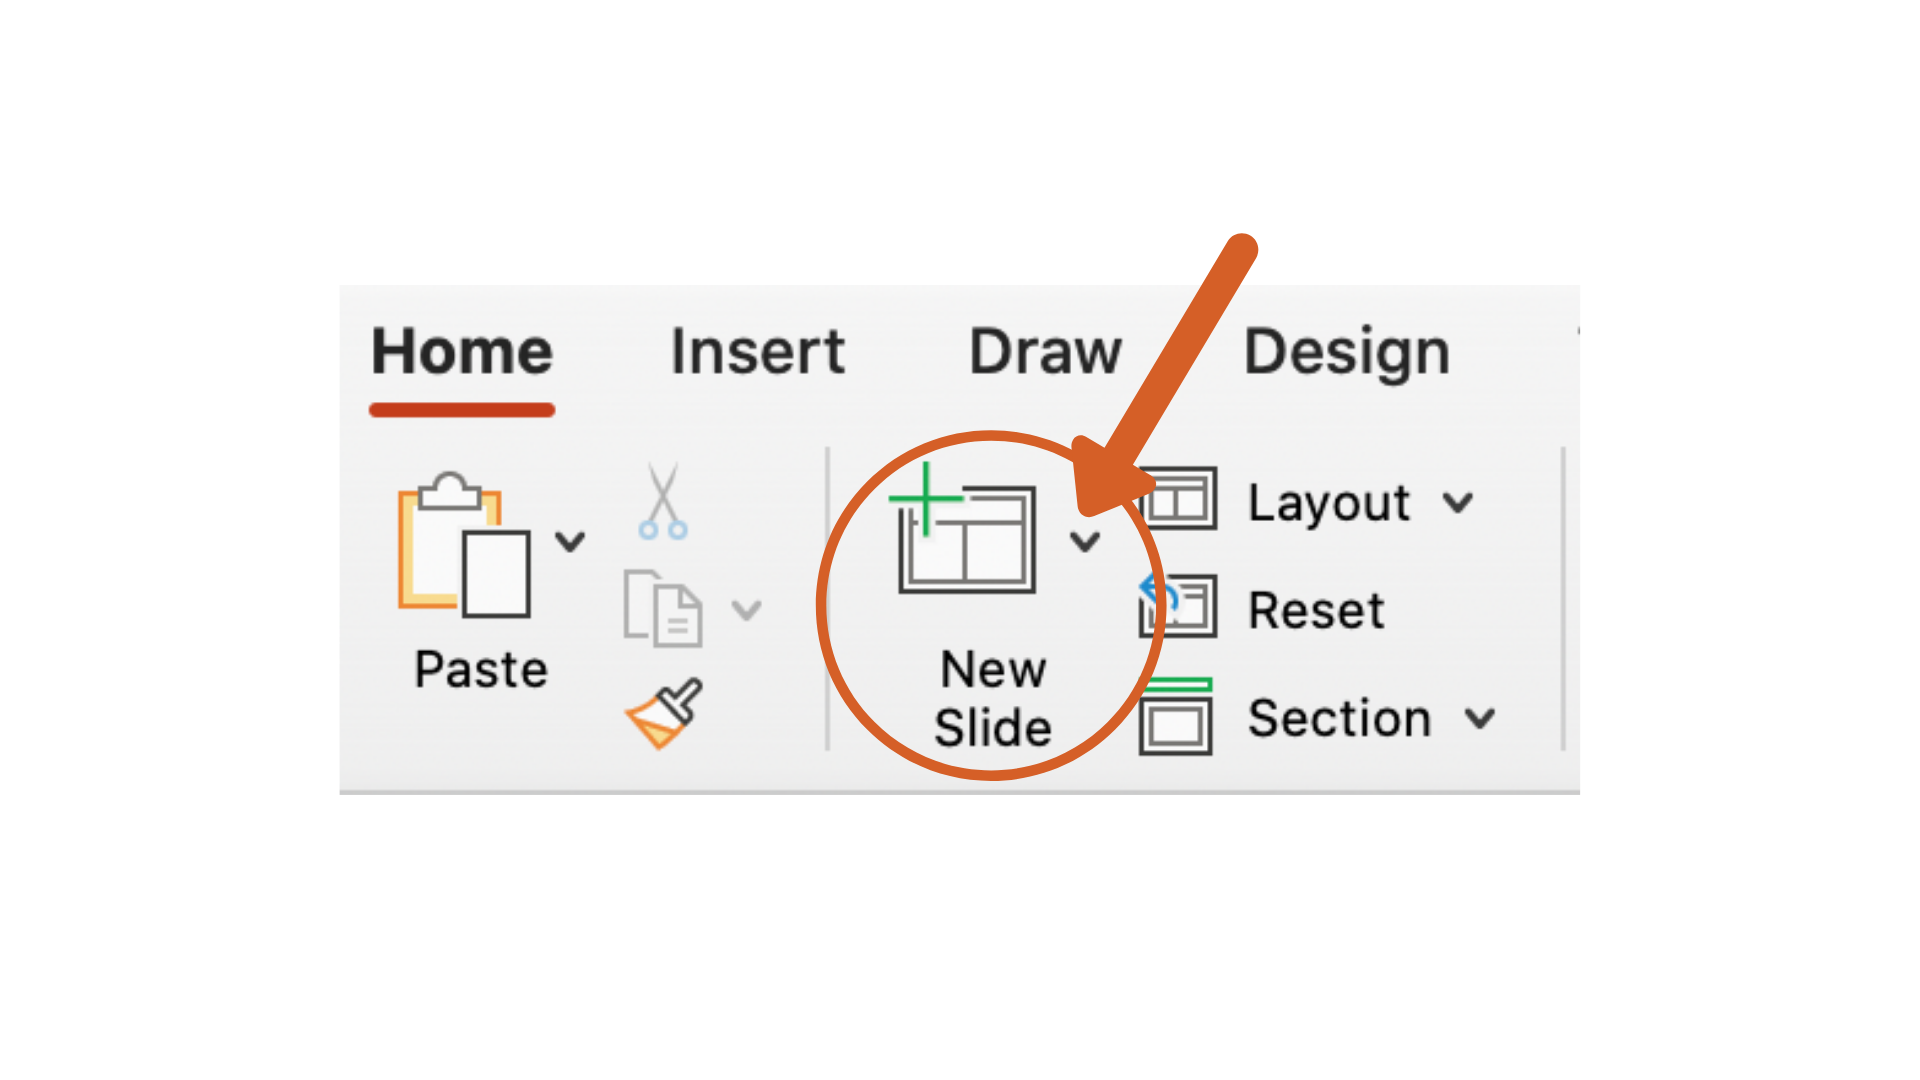 Home Insert Draw Design
Paste
New
Slide
Layout
Reset
Section